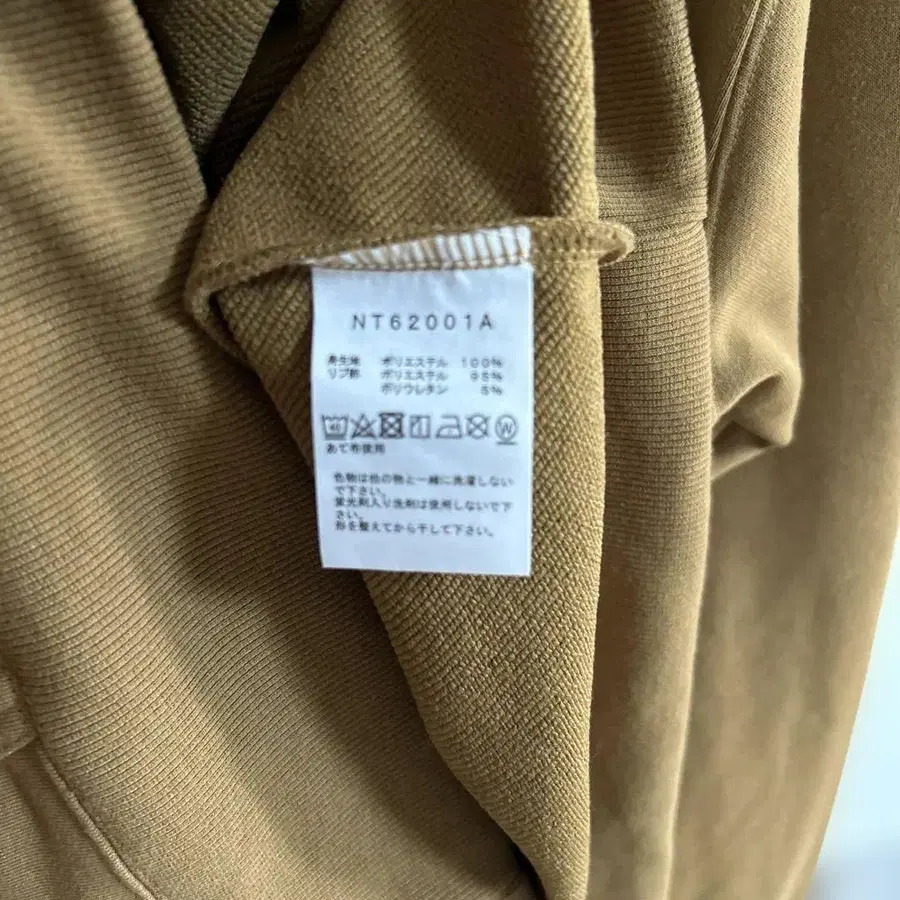 NT62001A
身生地 ポリエステル 100%
リブ部 ポリエステル 95%
ポリウレタン 5%
40 W
あて布使用
色物は他の物と一緒に洗濯しない
で下さい。
蛍光剤入り洗剤は使用しないで下
さい。
形を整えてから干して下さい。